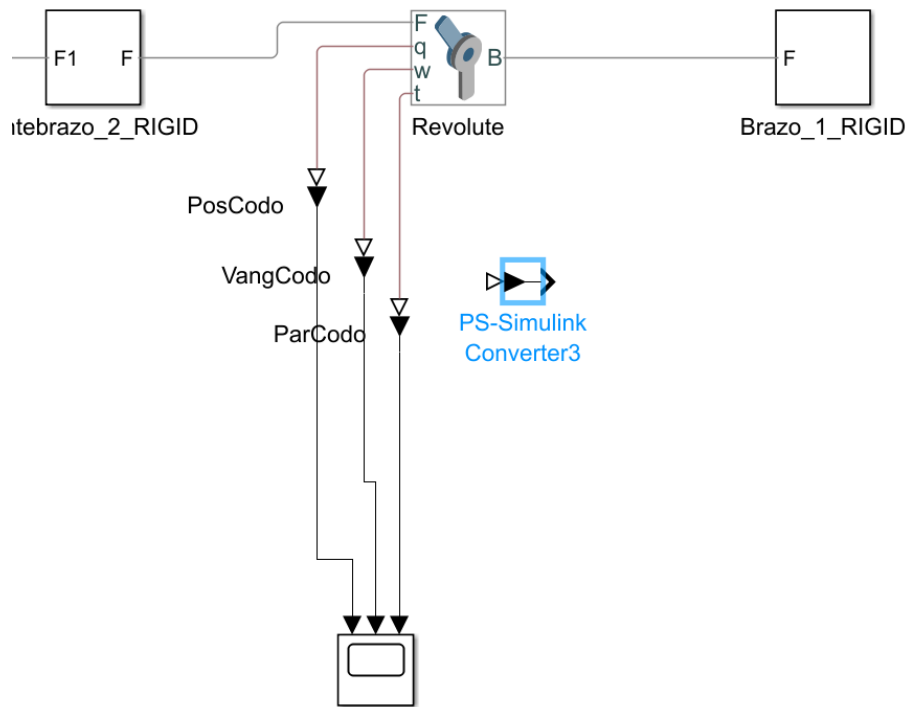 F1 F
F
q
w
t
B
F
ntebrazo_2_RIGID
Revolute
Brazo_1_RIGID
PosCodo
VangCodo
ParCodo
PS-Simulink
Converter3